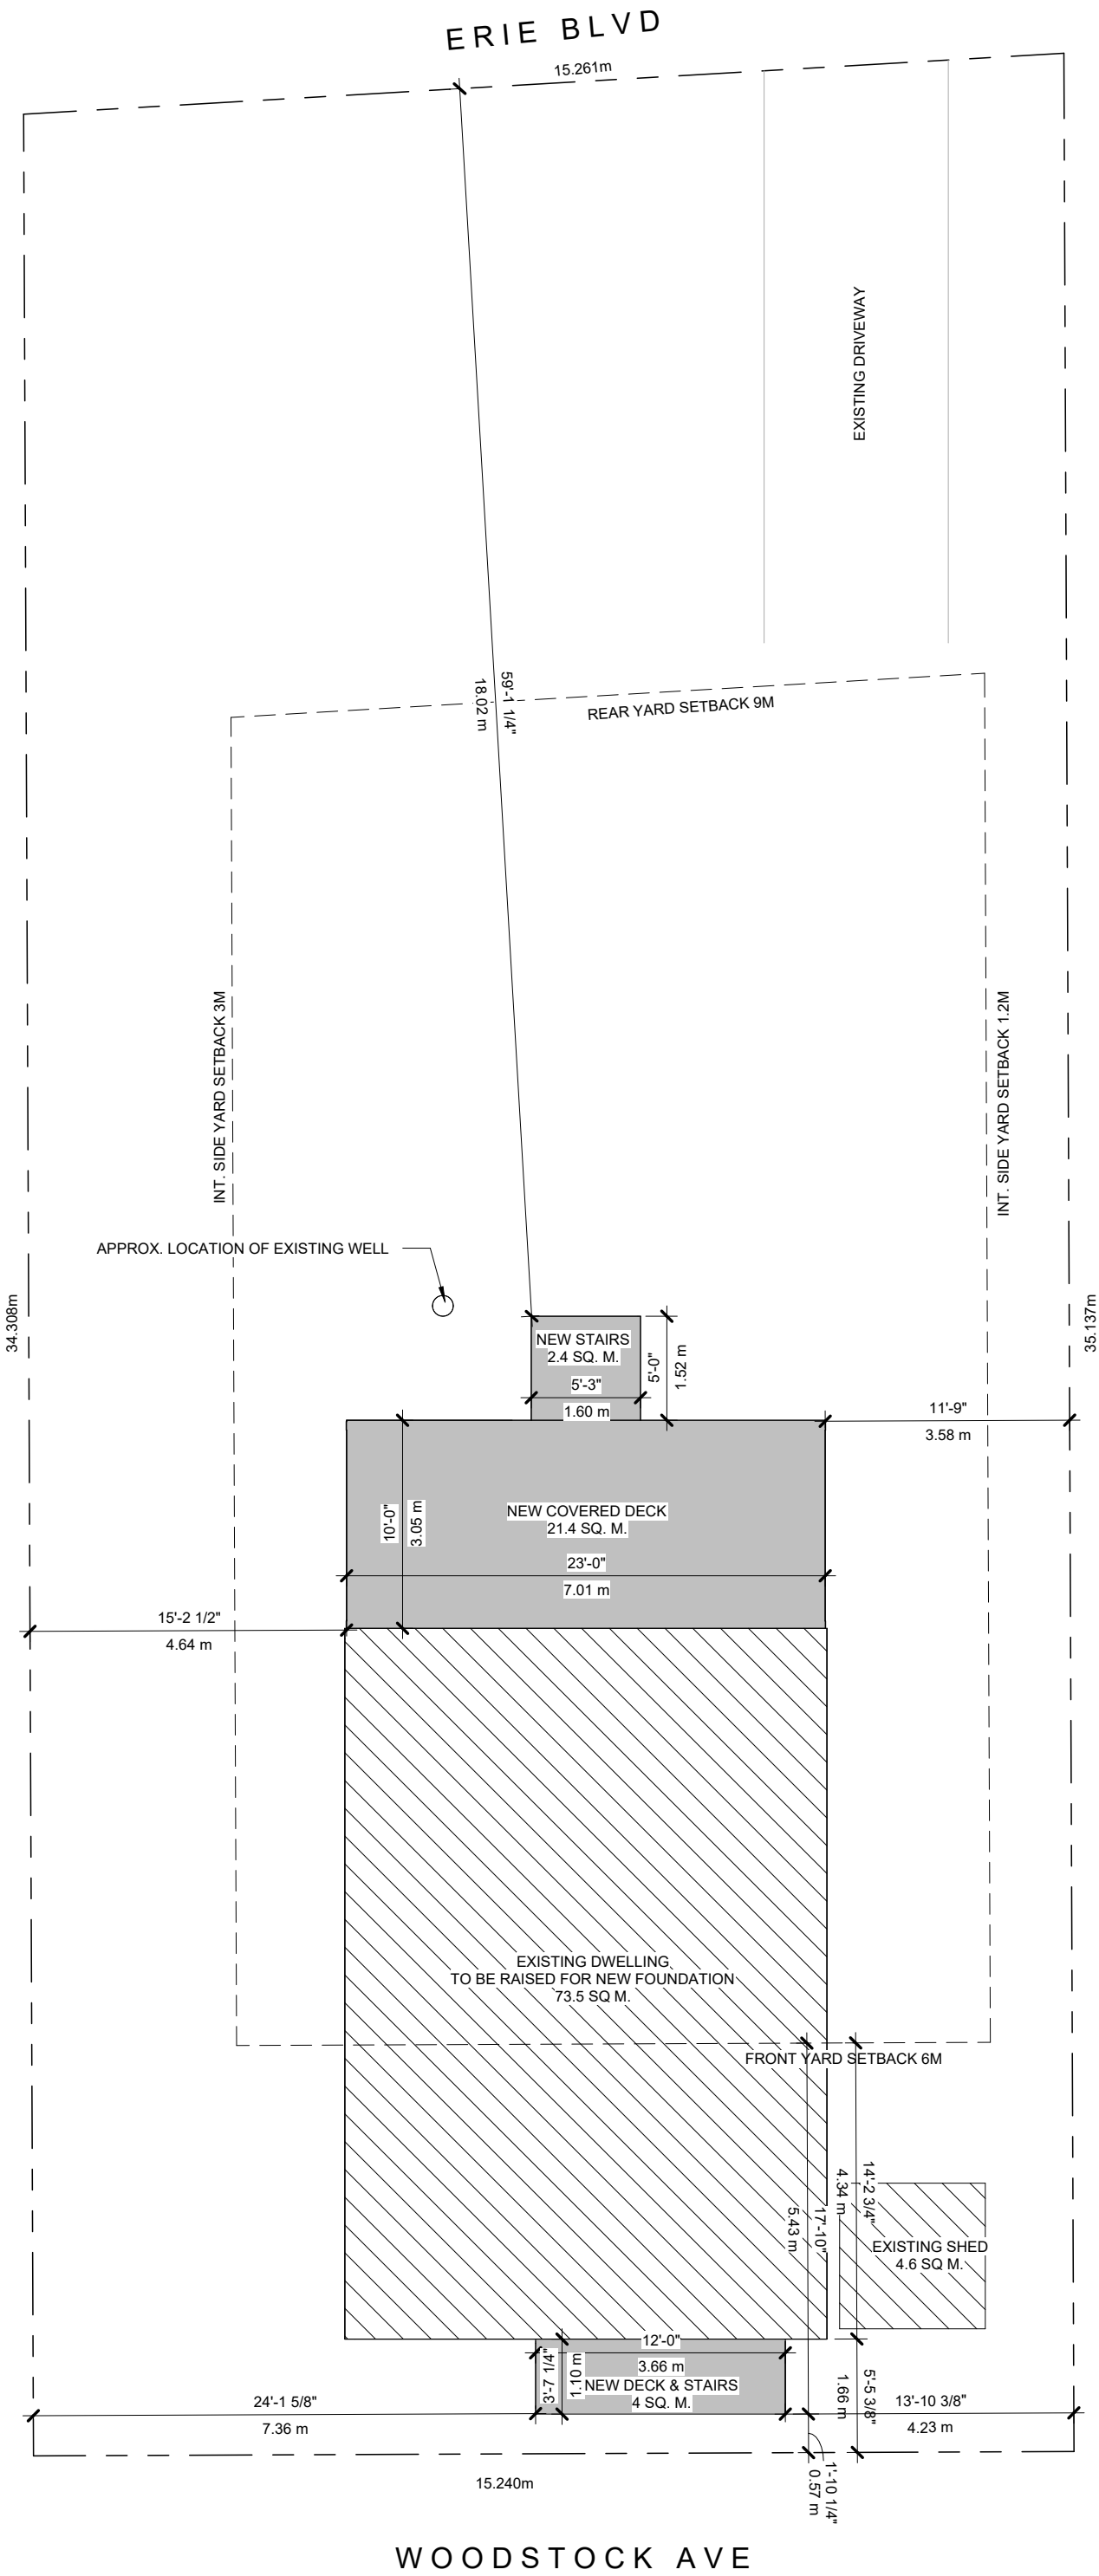 ERIE BLVD
15.261m
EXISTING DRIVEWAY
59'-1 1/4"
18.02 m
REAR YARD SETBACK 9M
INT. SIDE YARD SETBACK 3M
INT. SIDE YARD SETBACK 1.2M
APPROX. LOCATION OF EXISTING WELL
34.308m
35.137m
NEW STAIRS
2.4 SQ. M.
5'-3"
1.60 m
5'-0"
1.52 m
11'-9"
3.58 m
NEW COVERED DECK
21.4 SQ. M.
10'-0"
3.05 m
23'-0"
7.01 m
15'-2 1/2"
4.64 m
EXISTING DWELLING
TO BE RAISED FOR NEW FOUNDATION
73.5 SQ M.
FRONT YARD SETBACK 6M
14'-2 3/4"
4.34 m
17'-10"
5.43 m
EXISTING SHED
4.6 SQ M.
12'-0"
3.66 m
3'-7 1/4"
1.10 m
NEW DECK & STAIRS
4 SQ. M.
5'-5 3/8"
1.66 m
24'-1 5/8"
7.36 m
13'-10 3/8"
4.23 m
1'-10 1/4"
0.57 m
15.240m
WOODSTOCK AVE